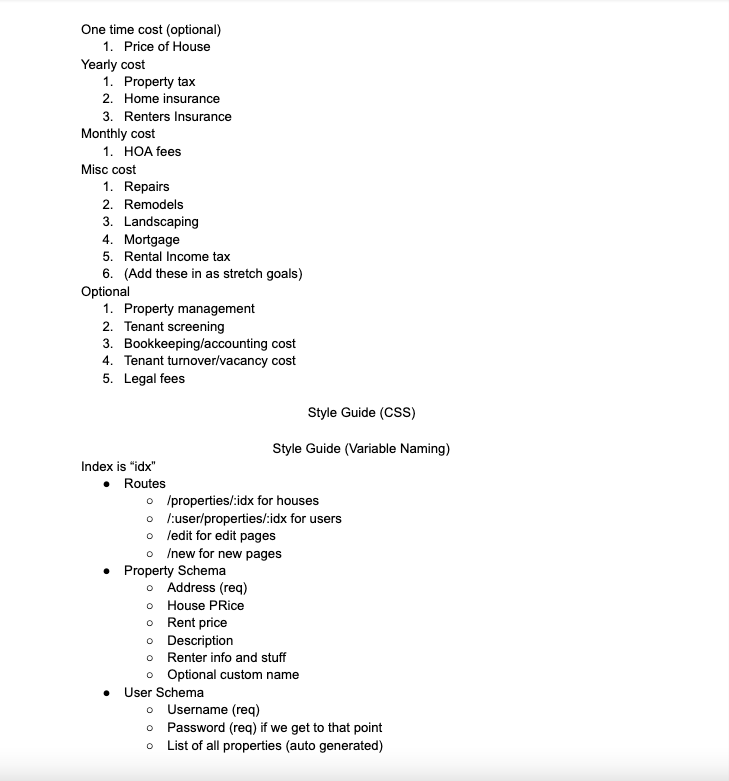 One time cost (optional)
1. Price of House
Yearly cost
1. Property tax
2. Home insurance
3. Renters Insurance
Monthly cost
1. HOA fees
Misc cost
1. Repairs
2. Remodels
3. Landscaping
4. Mortgage
5. Rental Income tax
6. (Add these in as stretch goals)
Optional
1. Property management
2. Tenant screening
3. Bookkeeping/accounting cost
4. Tenant turnover/vacancy cost
5. Legal fees
Style Guide (CSS)
Style Guide (Variable Naming)
Index is “idx”
● Routes
○ /properties/:idx for houses
○ /:user/properties/:idx for users
○ /edit for edit pages
○ /new for new pages
● Property Schema
○ Address (req)
○ House PRice
○ Rent price
○ Description
○ Renter info and stuff
○ Optional custom name
● User Schema
○ Username (req)
○ Password (req) if we get to that point
○ List of all properties (auto generated)